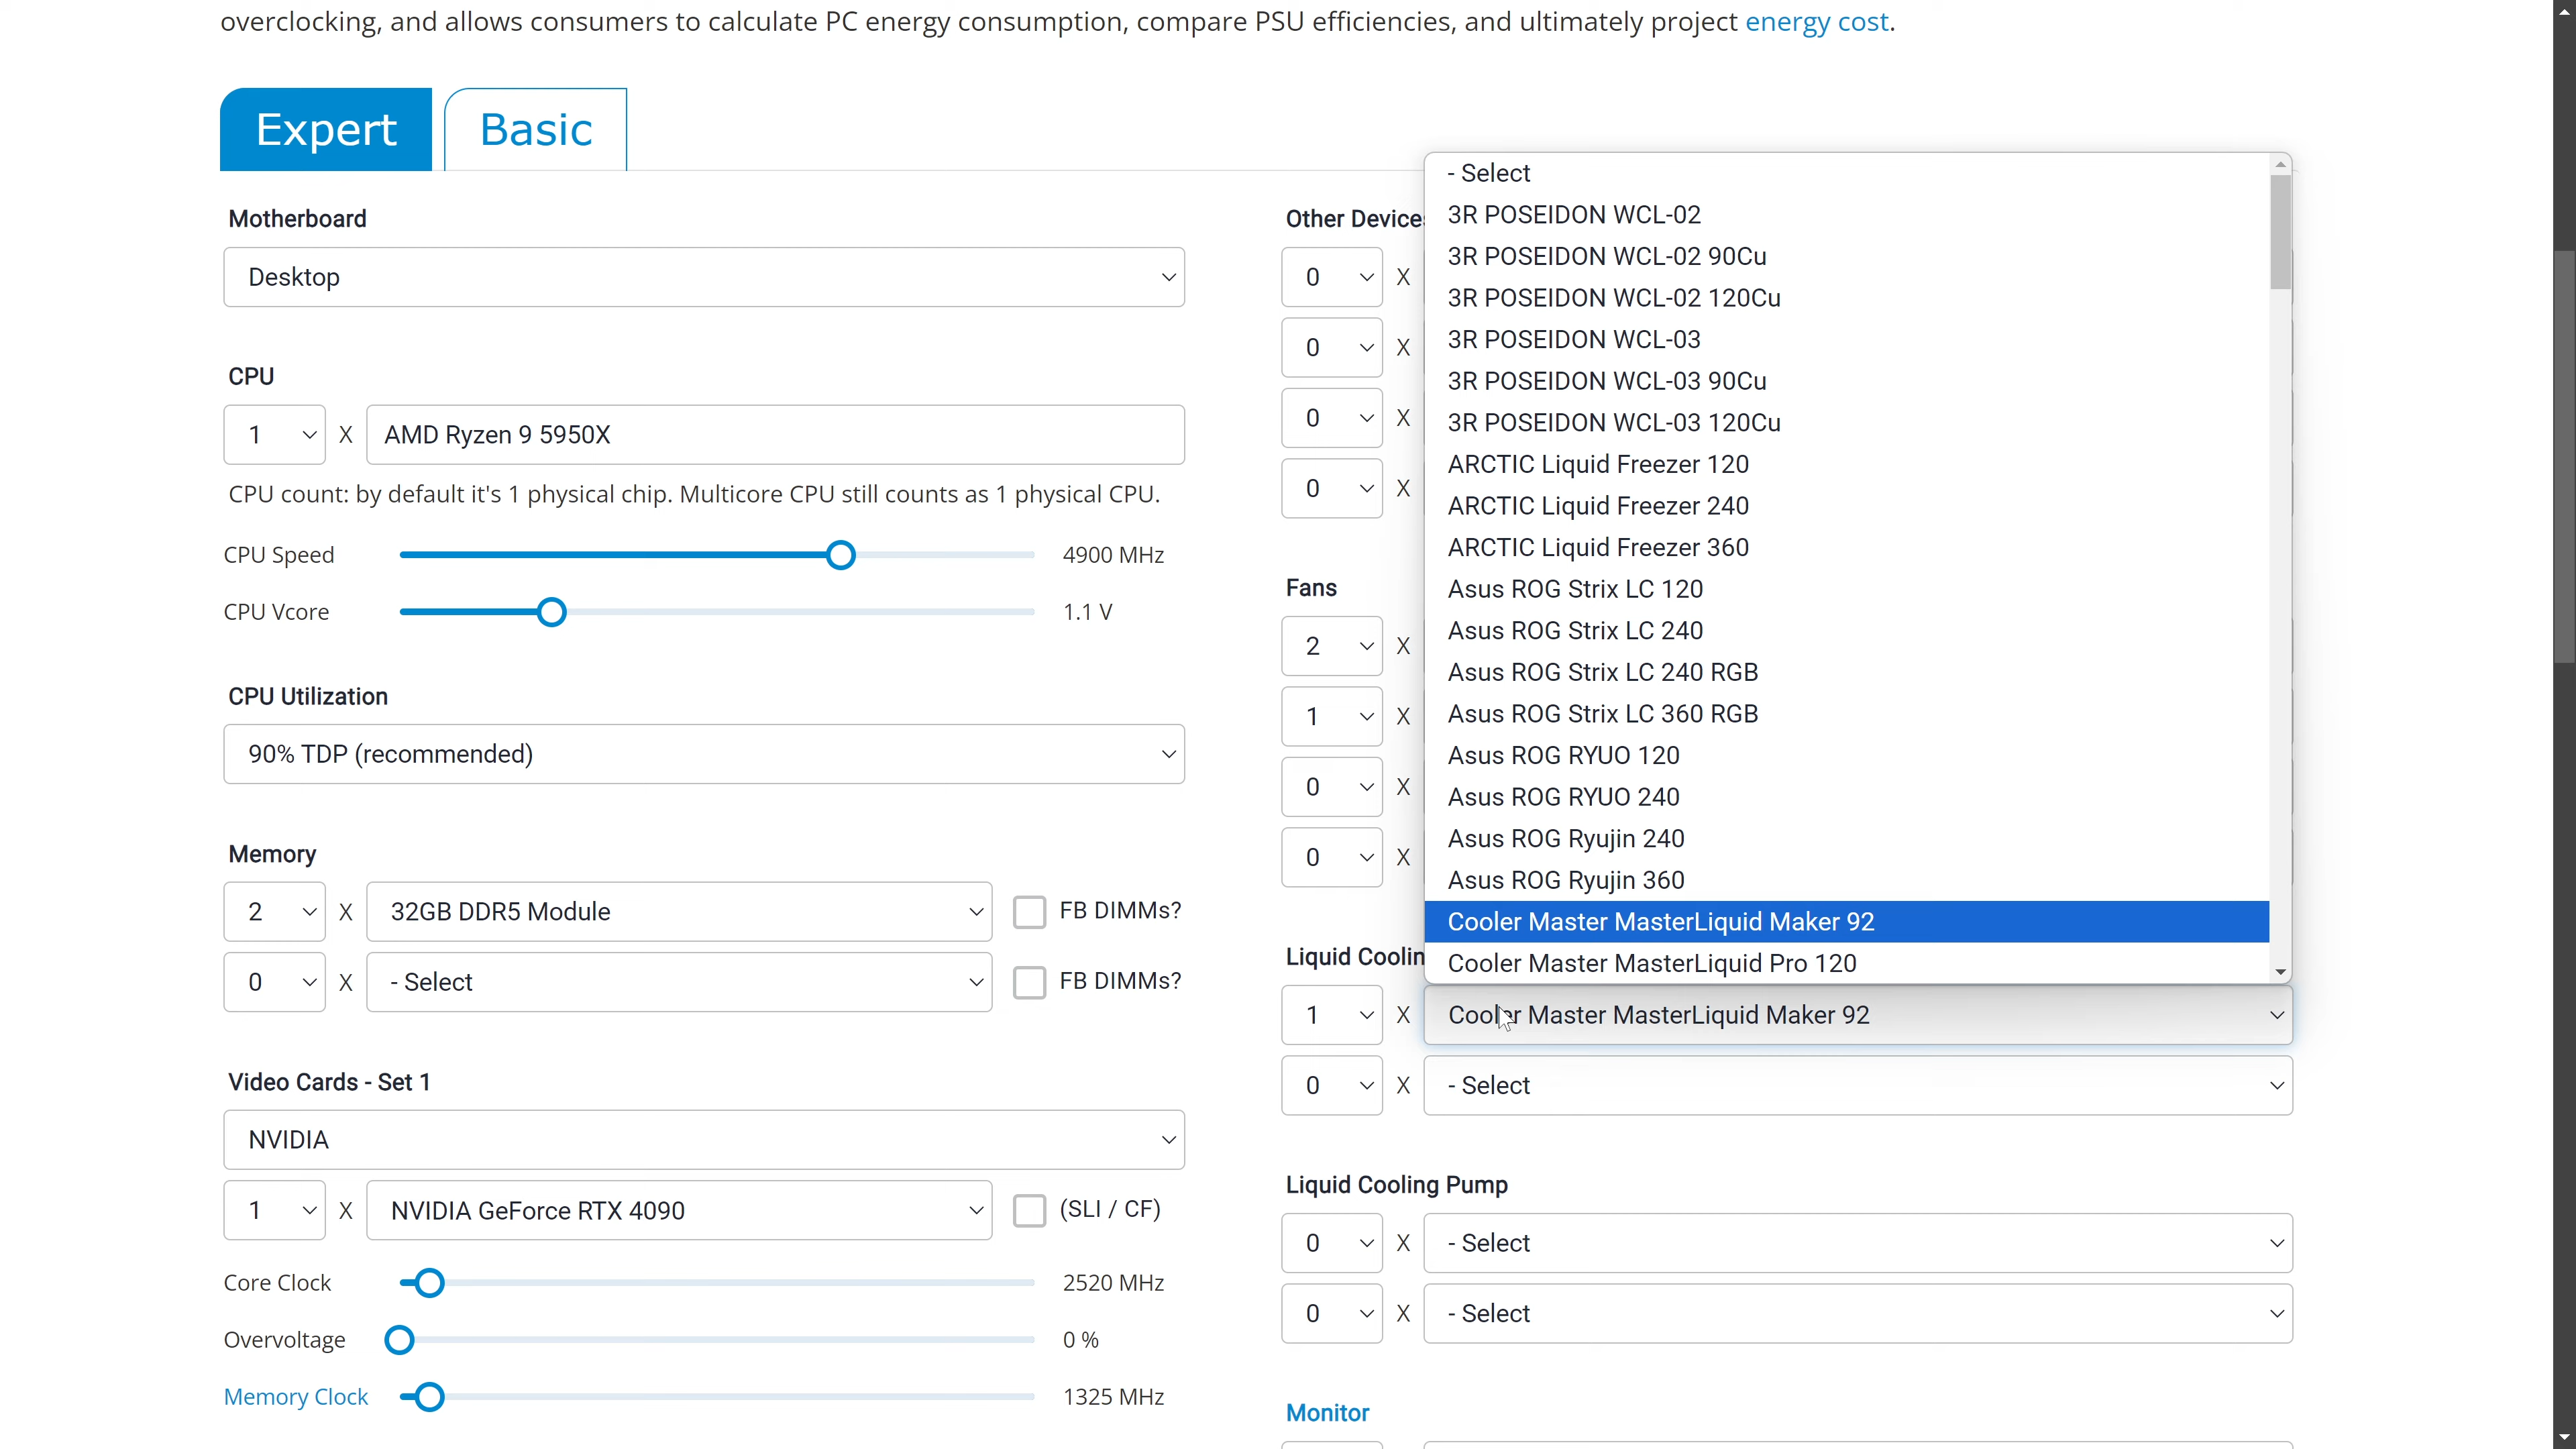 overclocking, and allows consumers to calculate PC energy consumption, compare PSU efficiencies, and ultimately project energy cost.
Expert
Basic
Motherboard
Desktop
CPU
1 X AMD Ryzen 9 5950X
CPU count: by default it's 1 physical chip. Multicore CPU still counts as 1 physical CPU.
CPU Speed 4900 MHz
CPU Vcore 1.1 V
CPU Utilization
90% TDP (recommended)
Memory
2 X 32GB DDR5 Module FB DIMMs?
0 X - Select FB DIMMs?
Video Cards - Set 1
NVIDIA
1 X NVIDIA GeForce RTX 4090 (SLI / CF)
Core Clock 2520 MHz
Overvoltage 0 %
Memory Clock 1325 MHz
Other Devices
0 X
0 X
0 X
0 X
Fans
2 X
1 X
0 X
0 X
- Select
3R POSEIDON WCL-02
3R POSEIDON WCL-02 90Cu
3R POSEIDON WCL-02 120Cu
3R POSEIDON WCL-03
3R POSEIDON WCL-03 90Cu
3R POSEIDON WCL-03 120Cu
ARCTIC Liquid Freezer 120
ARCTIC Liquid Freezer 240
ARCTIC Liquid Freezer 360
Asus ROG Strix LC 120
Asus ROG Strix LC 240
Asus ROG Strix LC 240 RGB
Asus ROG Strix LC 360 RGB
Asus ROG RYUO 120
Asus ROG RYUO 240
Asus ROG Ryujin 240
Asus ROG Ryujin 360
Cooler Master MasterLiquid Maker 92
Cooler Master MasterLiquid Pro 120
Liquid Coolin
1 X Cooler Master MasterLiquid Maker 92
0 X - Select
Liquid Cooling Pump
0 X - Select
0 X - Select
Monitor